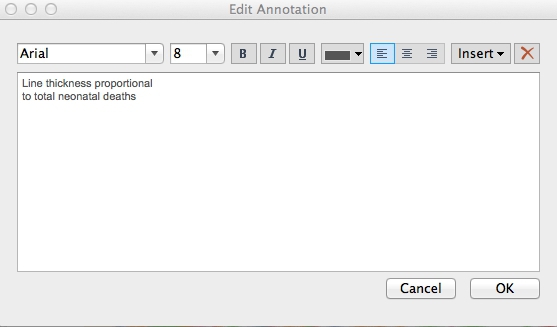 Edit Annotation
Arial 8 B I U Insert
Line thickness proportional
to total neonatal deaths
Cancel OK